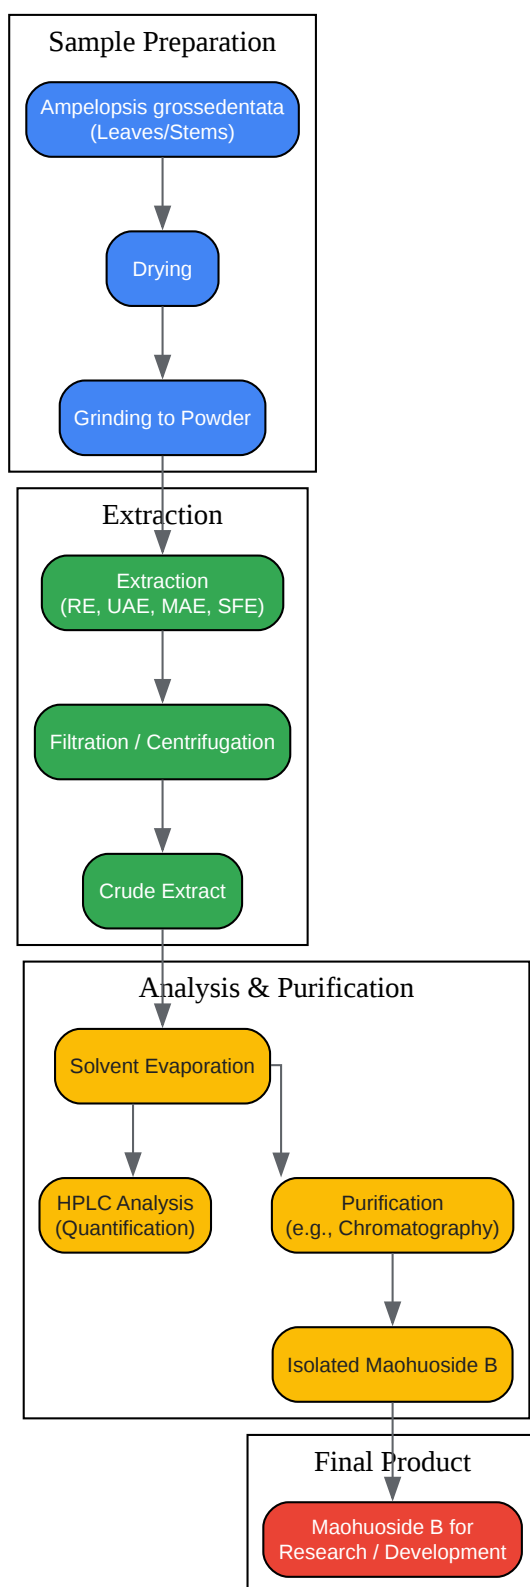 Sample Preparation
Ampelopsis grossedentata
(Leaves/Stems)
Drying
Grinding to Powder
Extraction
Extraction
(RE, UAE, MAE, SFE)
Filtration / Centrifugation
Crude Extract
Analysis & Purification
Solvent Evaporation
HPLC Analysis
(Quantification)
Purification
(e.g., Chromatography)
Isolated Maohuoside B
Final Product
Maohuoside B for
Research / Development